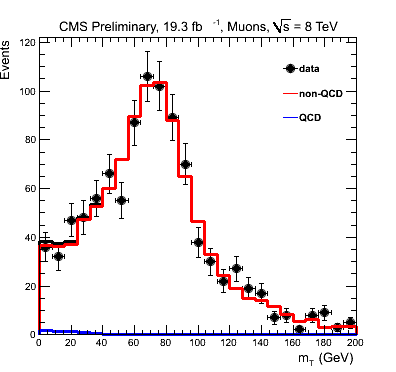 CMS Preliminary, 19.3 fb⁻¹, Muons, √s = 8 TeV
Events
120
100
80
60
40
20
0
data
non-QCD
QCD
0 20 40 60 80 100 120 140 160 180 200
m_T (GeV)